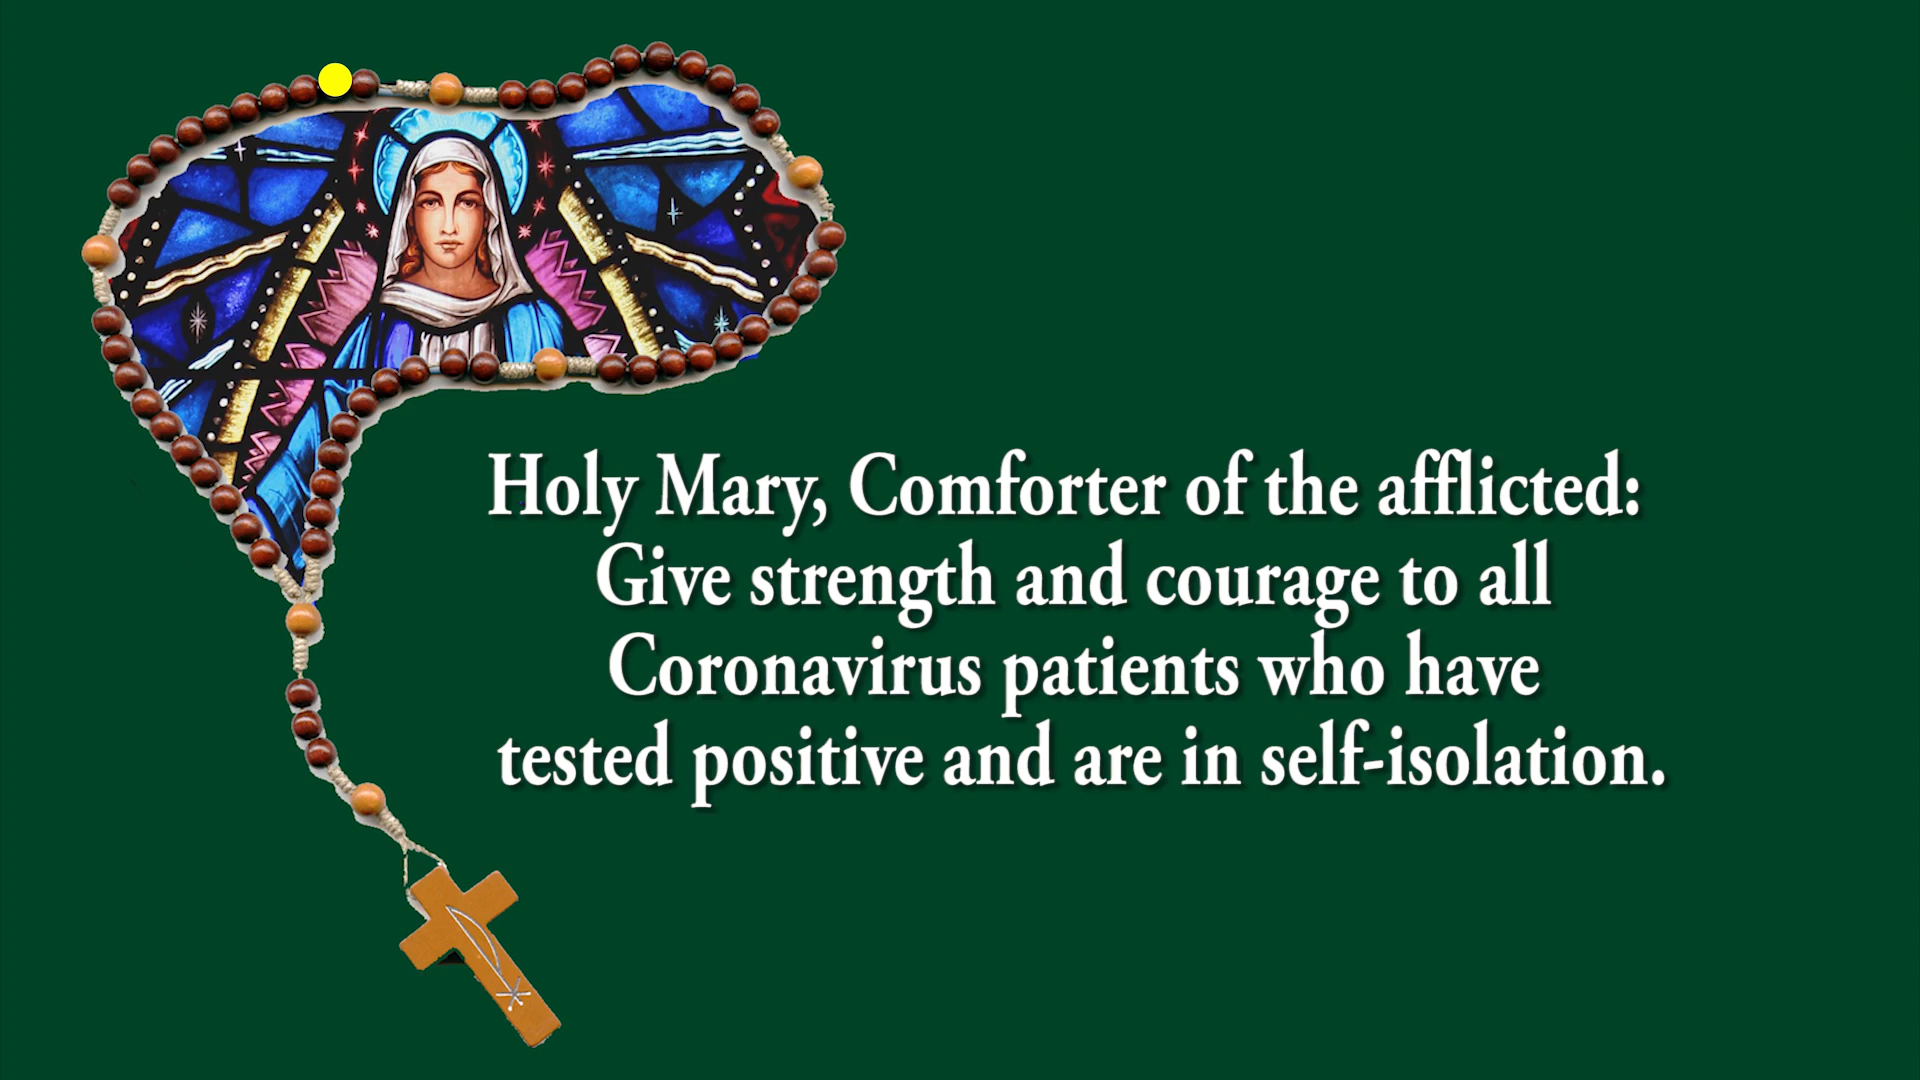 Holy Mary, Comforter of the afflicted:
Give strength and courage to all
Coronavirus patients who have
tested positive and are in self-isolation.